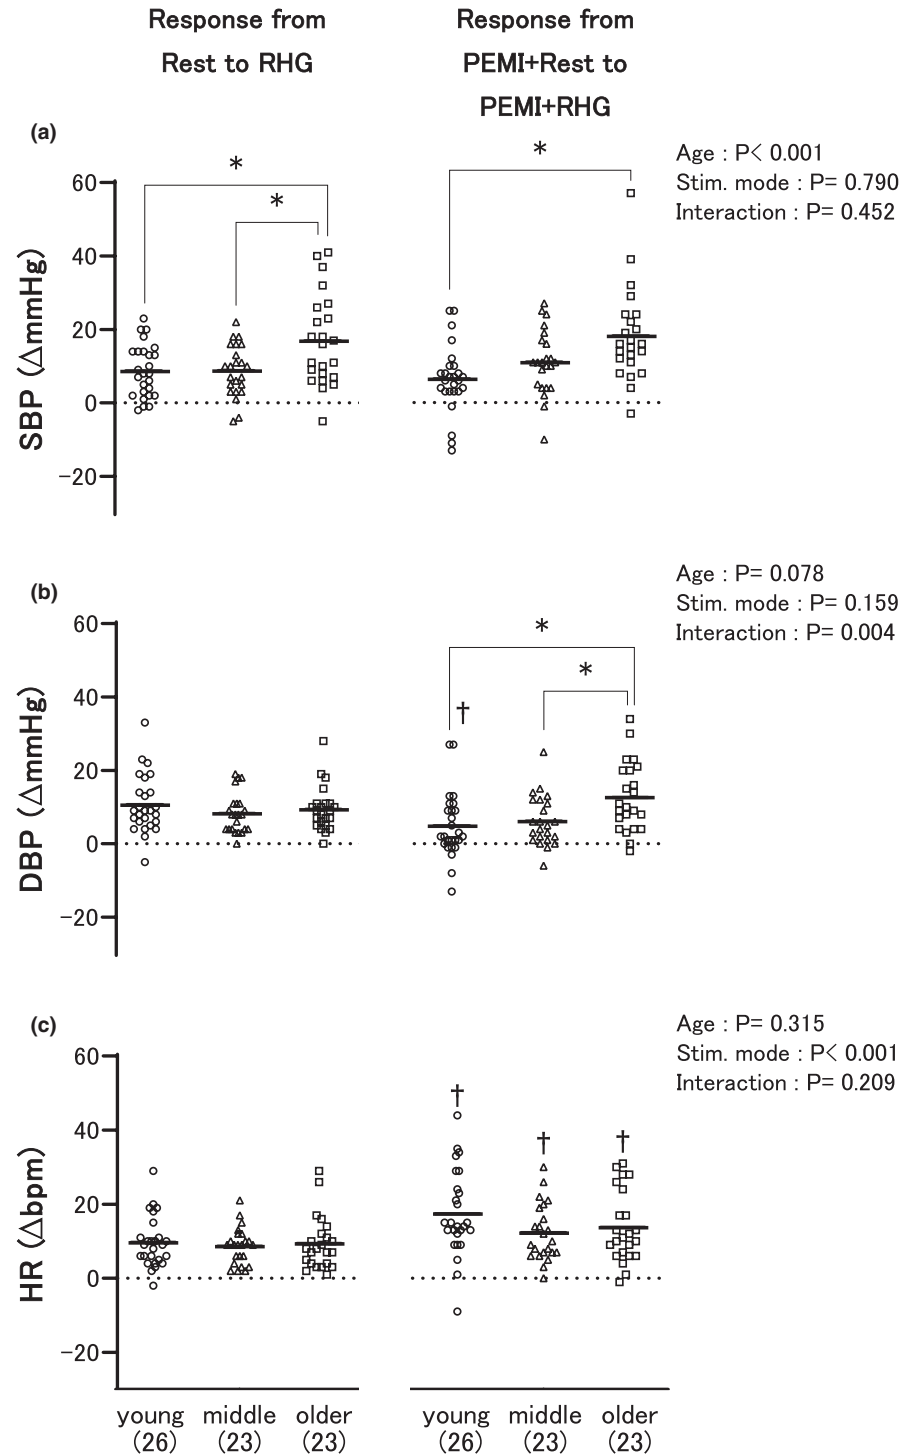 Response from
Rest to RHG
Response from
PEMI+Rest to
PEMI+RHG
(a)
Age : P< 0.001
Stim. mode : P= 0.790
Interaction : P= 0.452
SBP (ΔmmHg)
60
40
20
0
−20
*
*
*
(b)
Age : P= 0.078
Stim. mode : P= 0.159
Interaction : P= 0.004
DBP (ΔmmHg)
60
40
20
0
−20
†
*
*
(c)
Age : P= 0.315
Stim. mode : P< 0.001
Interaction : P= 0.209
HR (Δbpm)
60
40
20
0
−20
†
†
†
young middle older
(26) (23) (23)
young middle older
(26) (23) (23)